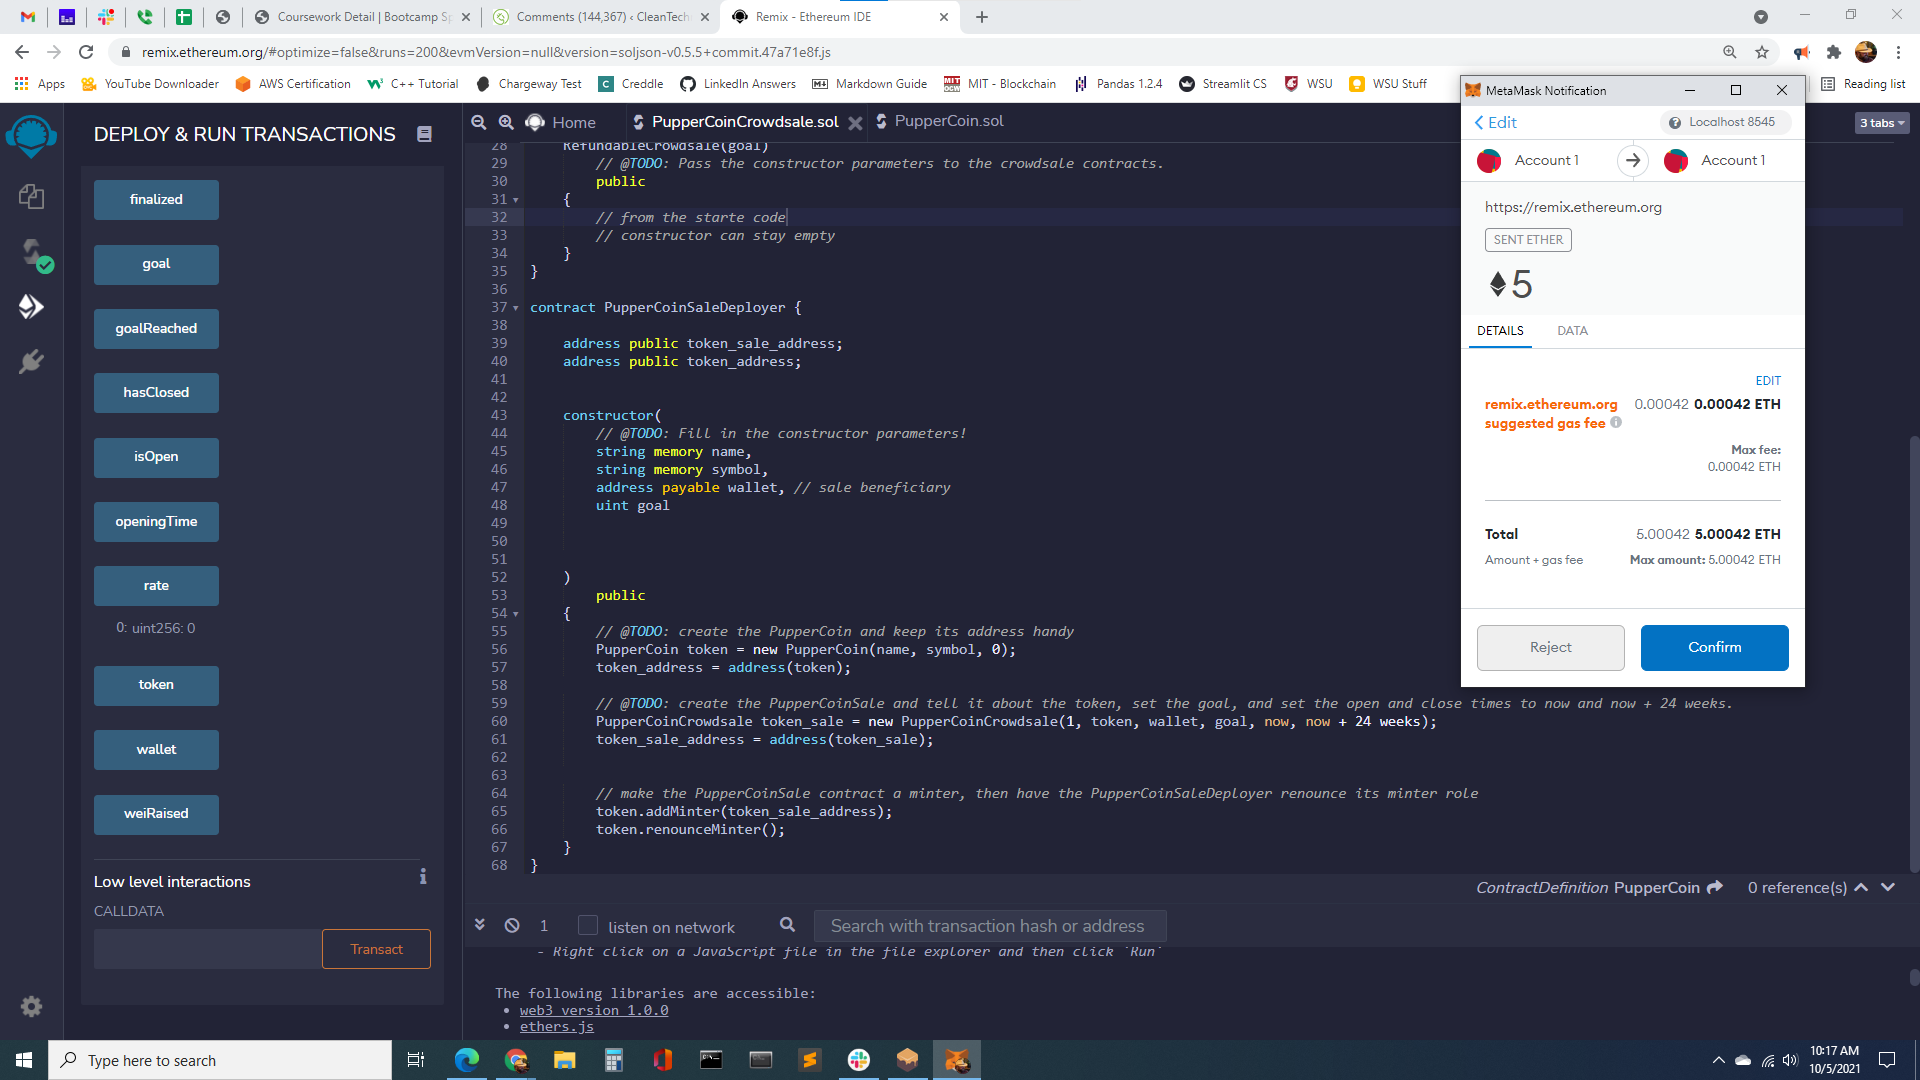 Coursework Detail | Bootcamp Sp
Comments (144,367) ‹ CleanTech
Remix - Ethereum IDE
remix.ethereum.org/#optimize=false&runs=200&evmVersion=null&version=soljson-v0.5.5+commit.47a71e8f.js
Apps
YouTube Downloader
AWS Certification
C++ Tutorial
Chargeway Test
Creddle
LinkedIn Answers
Markdown Guide
MIT - Blockchain
Pandas 1.2.4
Streamlit CS
WSU
WSU Stuff
Reading list
DEPLOY & RUN TRANSACTIONS
finalized
goal
goalReached
hasClosed
isOpen
openingTime
rate
0: uint256: 0
token
wallet
weiRaised
Low level interactions
CALLDATA
Transact
Home
PupperCoinCrowdsale.sol
PupperCoin.sol
3 tabs
28 RefundableCrowdsale(goal)
29 // @TODO: Pass the constructor parameters to the crowdsale contracts.
30 public
31 {
32 // from the starte code
33 // constructor can stay empty
34 }
35 }
36
37 contract PupperCoinSaleDeployer {
38
39 address public token_sale_address;
40 address public token_address;
41
42
43 constructor(
44 // @TODO: Fill in the constructor parameters!
45 string memory name,
46 string memory symbol,
47 address payable wallet, // sale beneficiary
48 uint goal
49
50
51
52 )
53 public
54 {
55 // @TODO: create the PupperCoin and keep its address handy
56 PupperCoin token = new PupperCoin(name, symbol, 0);
57 token_address = address(token);
58
59 // @TODO: create the PupperCoinSale and tell it about the token, set the goal, and set the open and close times to now and now + 24 weeks.
60 PupperCoinCrowdsale token_sale = new PupperCoinCrowdsale(1, token, wallet, goal, now, now + 24 weeks);
61 token_sale_address = address(token_sale);
62
63
64 // make the PupperCoinSale contract a minter, then have the PupperCoinSaleDeployer renounce its minter role
65 token.addMinter(token_sale_address);
66 token.renounceMinter();
67 }
68 }
ContractDefinition PupperCoin
0 reference(s)
1
listen on network
Search with transaction hash or address
- Right click on a JavaScript file in the file explorer and then click `Run`
The following libraries are accessible:
• web3 version 1.0.0
• ethers.js
MetaMask Notification
Edit
Localhost 8545
Account 1
Account 1
https://remix.ethereum.org
SENT ETHER
5
DETAILS
DATA
EDIT
remix.ethereum.org
suggested gas fee
0.00042 0.00042 ETH
Max fee:
0.00042 ETH
Total
5.00042 5.00042 ETH
Amount + gas fee
Max amount: 5.00042 ETH
Reject
Confirm
Type here to search
10:17 AM
10/5/2021